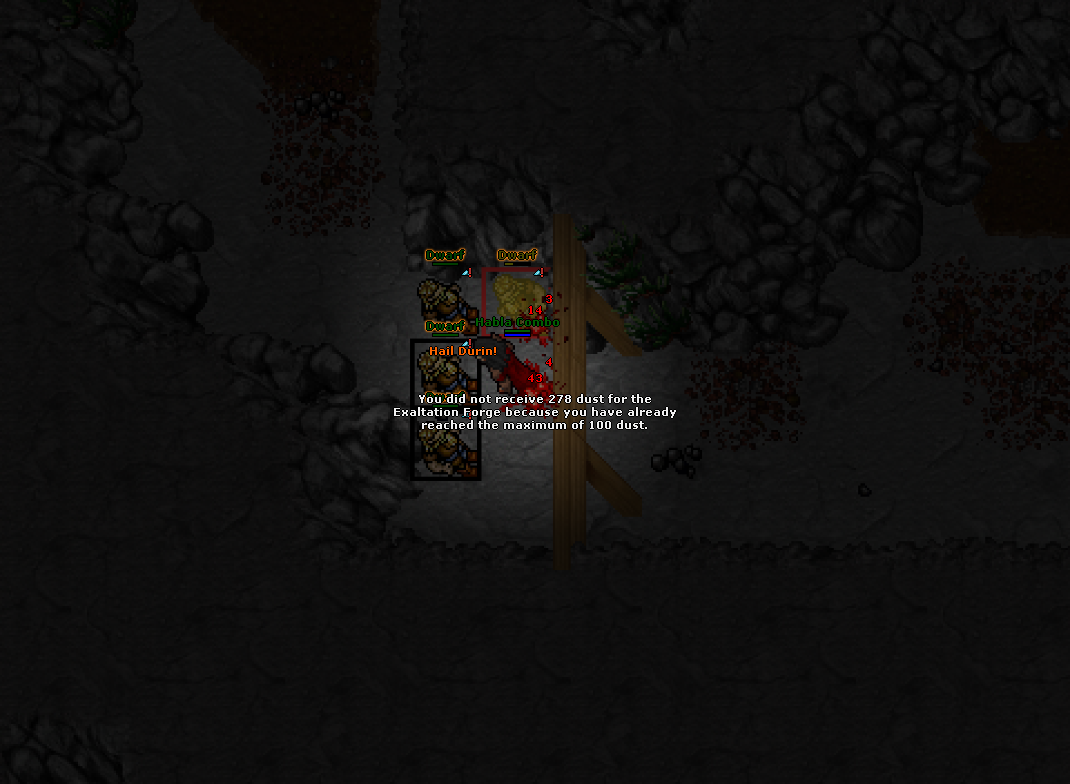 Dwarf
Dwarf
3
14
Habla Combo
Dwarf
Hail Durin!
4
43
You did not receive 278 dust for the
Exaltation Forge because you have already
reached the maximum of 100 dust.